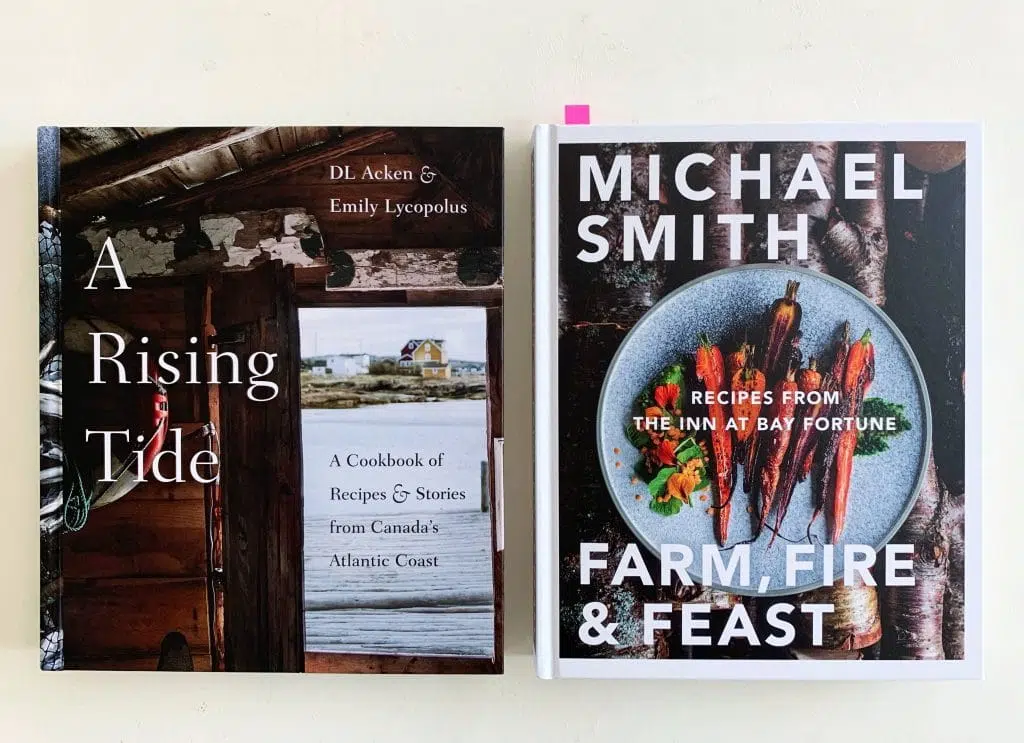 DL Acken &
Emily Lycopolus
A
Rising
Tide
A Cookbook of
Recipes & Stories
from Canada's
Atlantic Coast
MICHAEL
SMITH
RECIPES FROM
THE INN AT BAY FORTUNE
FARM, FIRE
& FEAST